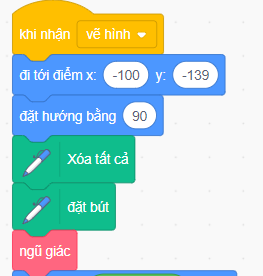 khi nhận vẽ hình
đi tới điểm x: -100 y: -139
đặt hướng bằng 90
Xóa tất cả
đặt bút
ngũ giác